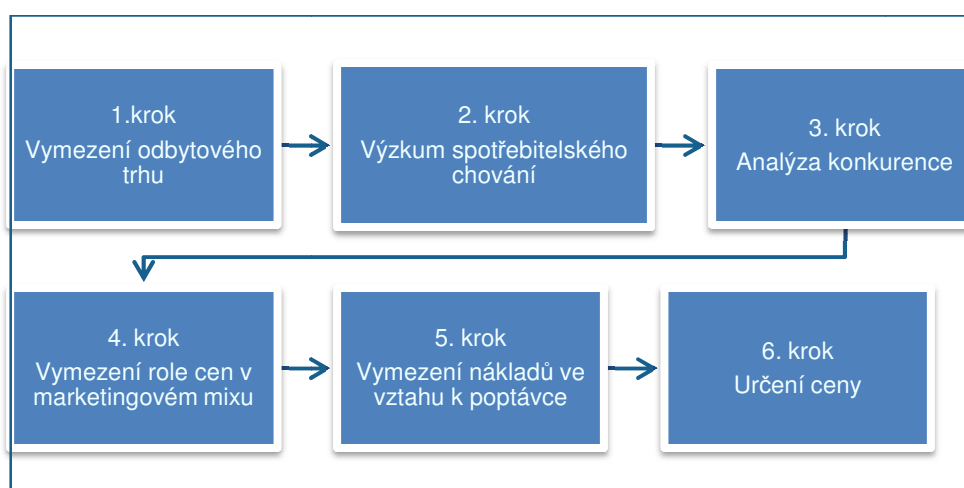 1.krok
Vymezení odbytového
trhu
2. krok
Výzkum spotřebitelského
chování
3. krok
Analýza konkurence
4. krok
Vymezení role cen v
marketingovém mixu
5. krok
Vymezení nákladů ve
vztahu k poptávce
6. krok
Určení ceny